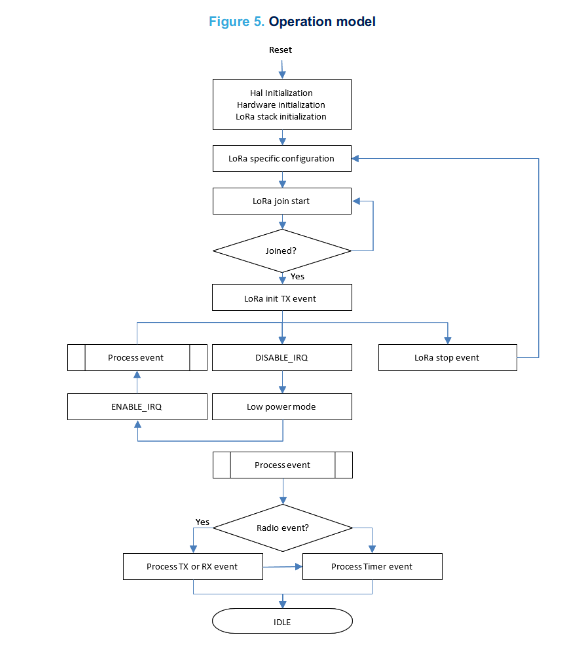 Figure 5. Operation model
Reset
Hal Initialization
Hardware initialization
LoRa stack initialization
LoRa specific configuration
LoRa join start
Joined?
Yes
LoRa init TX event
Process event
DISABLE_IRQ
LoRa stop event
ENABLE_IRQ
Low power mode
Process event
Radio event?
Yes
Process TX or RX event
Process Timer event
IDLE